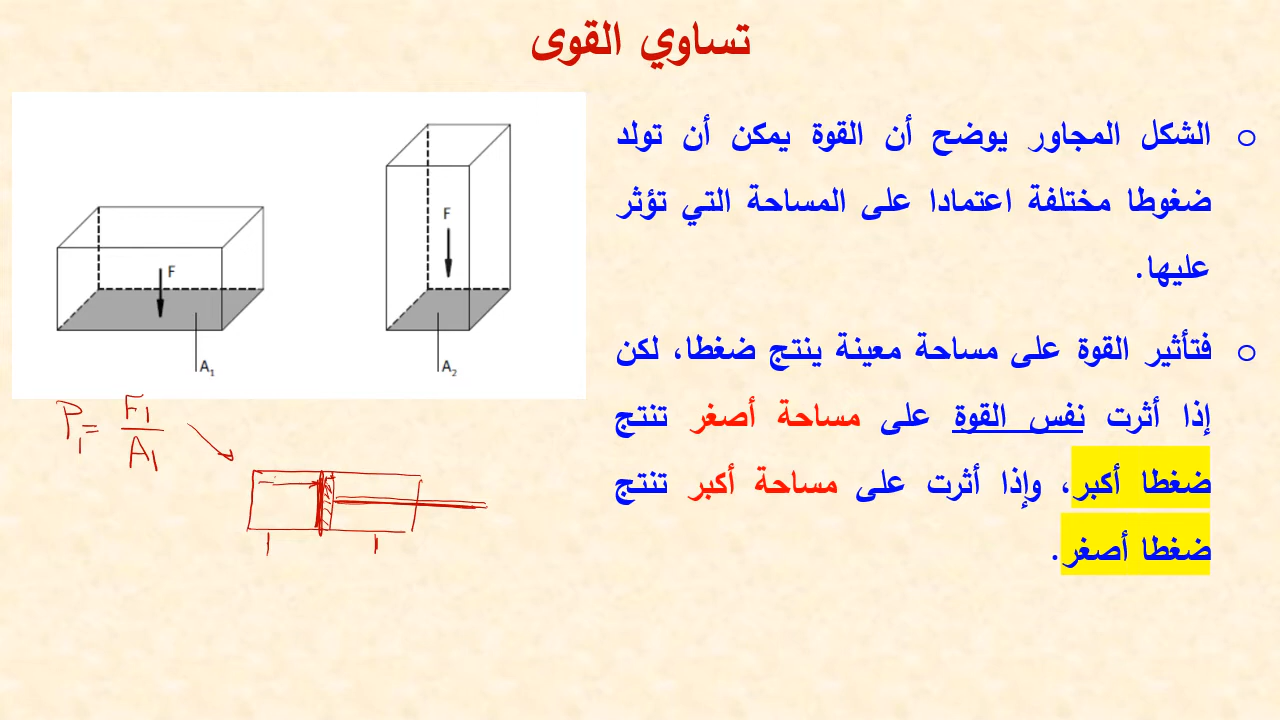 تساوي القوى
الشكل المجاور يوضح أن القوة يمكن أن تولد
ضغوطا مختلفة اعتمادا على المساحة التي تؤثر
عليها.
فتأثير القوة على مساحة معينة ينتج ضغطا، لكن
إذا أثرت نفس القوة على مساحة أصغر تنتج
ضغطا أكبر، وإذا أثرت على مساحة أكبر تنتج
ضغطا أصغر.
F
A₁
F
A₂
P₁ = F₁ / A₁